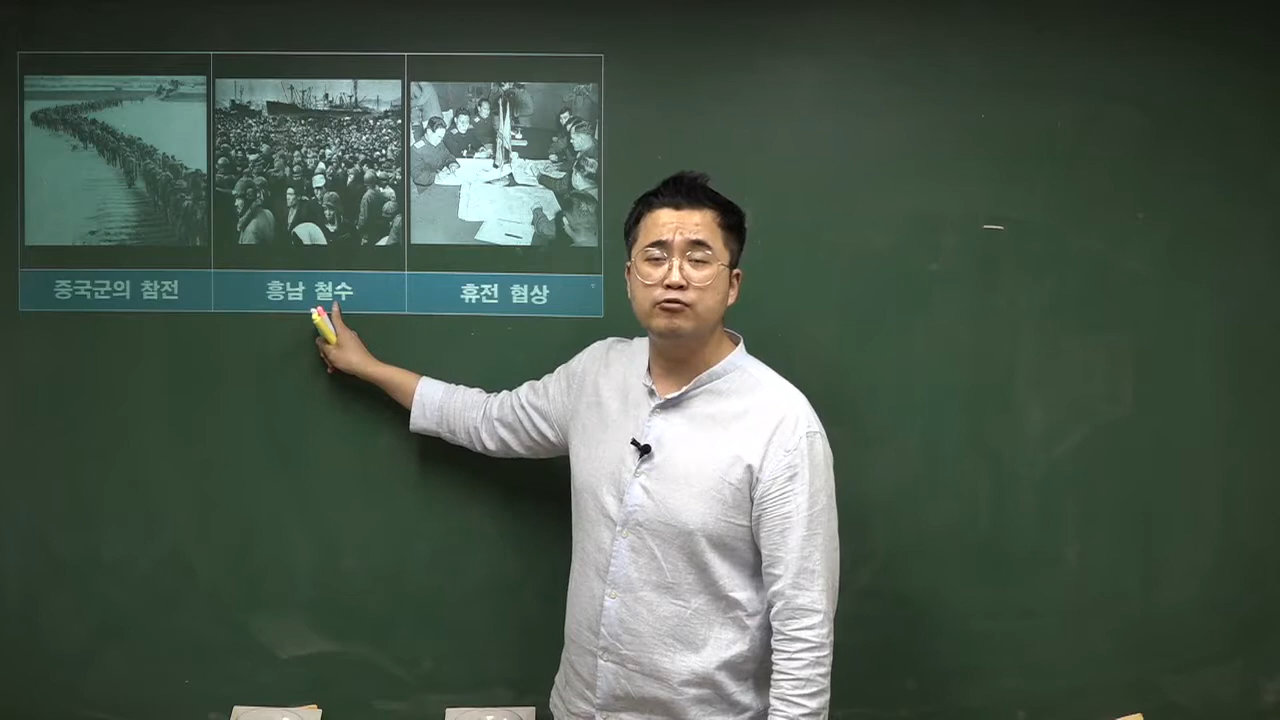 중국군의 참전
흥남 철수
휴전 협상